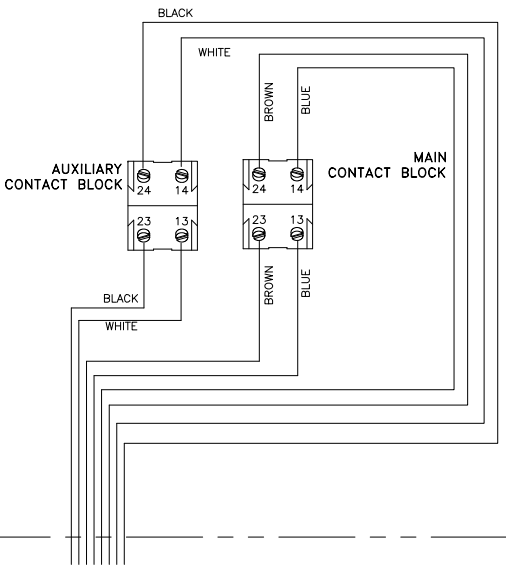 BLACK
WHITE
BROWN
BLUE
AUXILIARY
CONTACT BLOCK
MAIN
CONTACT BLOCK
24
14
24
14
23
13
23
13
BROWN
BLUE
BLACK
WHITE